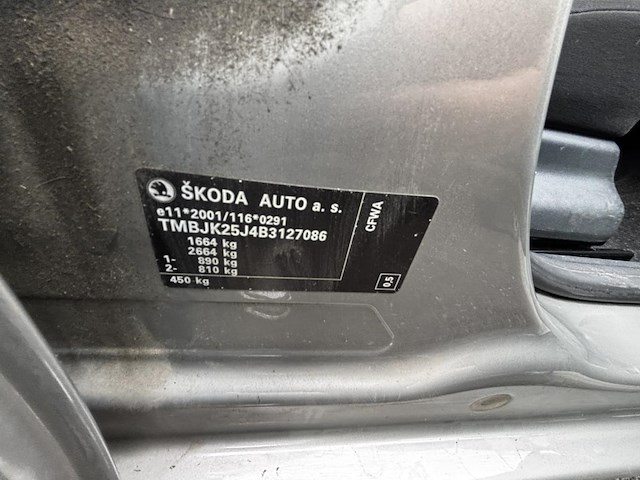 ŠKODA AUTO a. s.
e11*2001/116*0291
TMBJK25J4B3127086
1664 kg
2664 kg
1- 890 kg
2- 810 kg
450 kg
CFWA
0.5